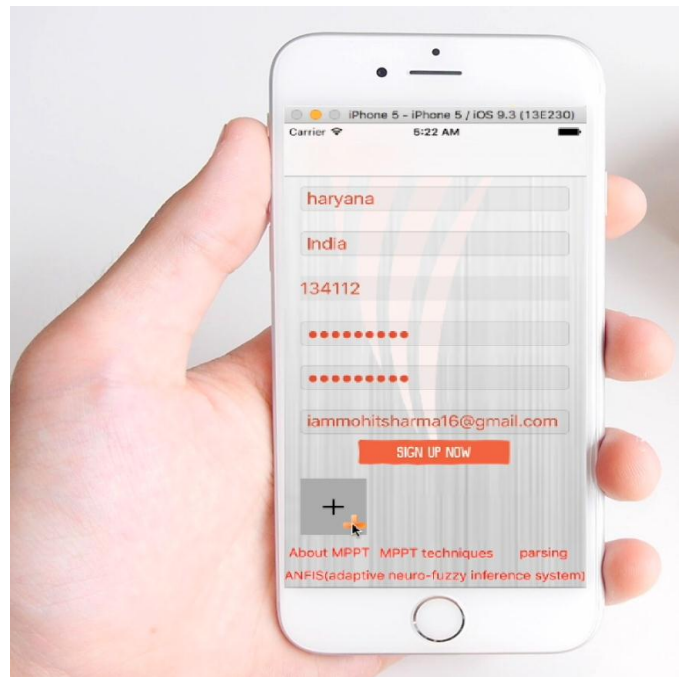 iPhone 5 - iPhone 5 / iOS 9.3 (13E230)
Carrier 5:22 AM
haryana
India
134112
•••••••••
•••••••••
iammohitsharma16@gmail.com
SIGN UP NOW
+
About MPPT MPPT techniques parsing
ANFIS(adaptive neuro-fuzzy inference system)